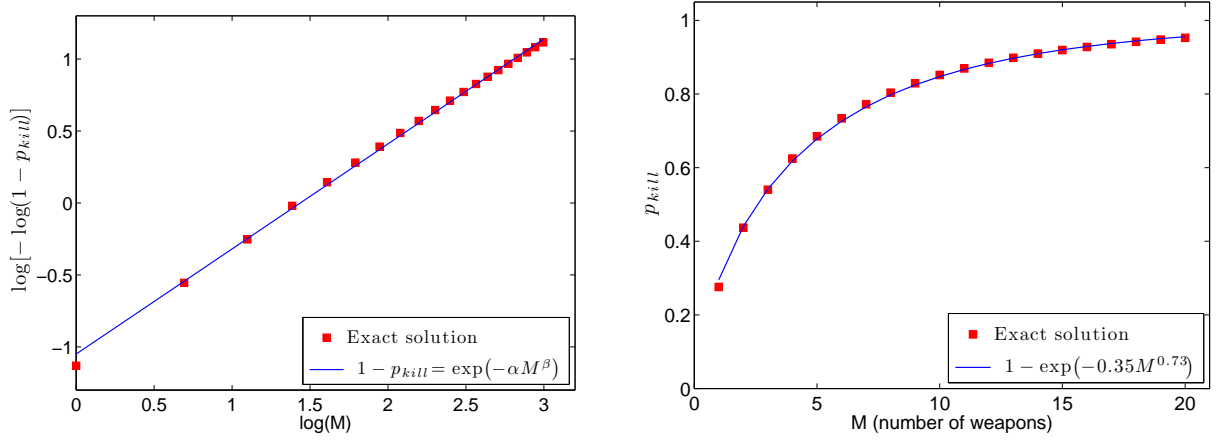 log[− log(1 − p_kill)]
1
0.5
0
−0.5
−1
0 0.5 1 1.5 2 2.5 3
log(M)
Exact solution
1 − p_kill = exp(−αM^β)
p_kill
1
0.8
0.6
0.4
0.2
0
0 5 10 15 20
M (number of weapons)
Exact solution
1 − exp(−0.35M^0.73)